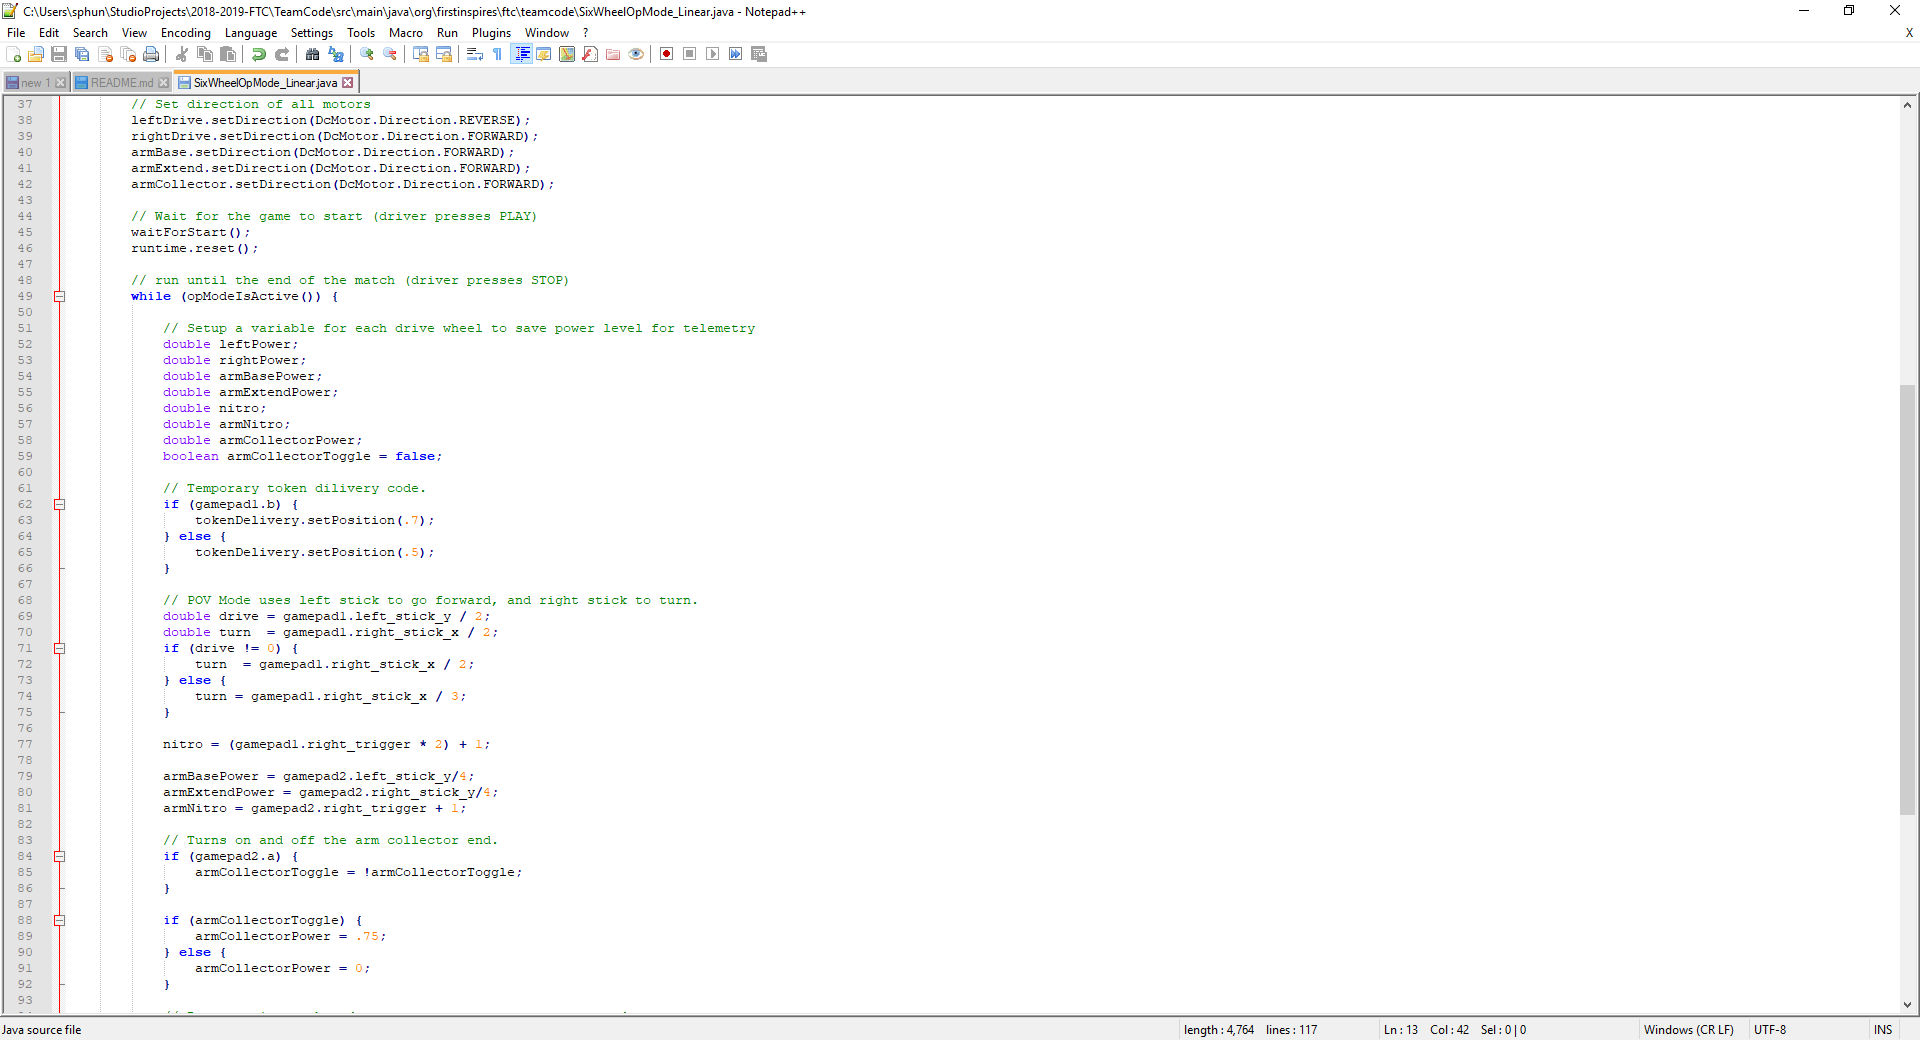 C:\Users\sphun\StudioProjects\2018-2019-FTC\TeamCode\src\main\java\org\firstinspires\ftc\teamcode\SixWheelOpMode_Linear.java - Notepad++
File Edit Search View Encoding Language Settings Tools Macro Run Plugins Window ? X
new 1 README.md SixWheelOpMode_Linear.java
37 // Set direction of all motors
38 leftDrive.setDirection(DcMotor.Direction.REVERSE);
39 rightDrive.setDirection(DcMotor.Direction.FORWARD);
40 armBase.setDirection(DcMotor.Direction.FORWARD);
41 armExtend.setDirection(DcMotor.Direction.FORWARD);
42 armCollector.setDirection(DcMotor.Direction.FORWARD);
43
44 // Wait for the game to start (driver presses PLAY)
45 waitForStart();
46 runtime.reset();
47
48 // run until the end of the match (driver presses STOP)
49 while (opModeIsActive()) {
50
51 // Setup a variable for each drive wheel to save power level for telemetry
52 double leftPower;
53 double rightPower;
54 double armBasePower;
55 double armExtendPower;
56 double nitro;
57 double armNitro;
58 double armCollectorPower;
59 boolean armCollectorToggle = false;
60
61 // Temporary token dilivery code.
62 if (gamepad1.b) {
63 tokenDelivery.setPosition(.7);
64 } else {
65 tokenDelivery.setPosition(.5);
66 }
67
68 // POV Mode uses left stick to go forward, and right stick to turn.
69 double drive = gamepad1.left_stick_y / 2;
70 double turn  = gamepad1.right_stick_x / 2;
71 if (drive != 0) {
72 turn  = gamepad1.right_stick_x / 2;
73 } else {
74 turn = gamepad1.right_stick_x / 3;
75 }
76
77 nitro = (gamepad1.right_trigger * 2) + 1;
78
79 armBasePower = gamepad2.left_stick_y/4;
80 armExtendPower = gamepad2.right_stick_y/4;
81 armNitro = gamepad2.right_trigger + 1;
82
83 // Turns on and off the arm collector end.
84 if (gamepad2.a) {
85 armCollectorToggle = !armCollectorToggle;
86 }
87
88 if (armCollectorToggle) {
89 armCollectorPower = .75;
90 } else {
91 armCollectorPower = 0;
92 }
93
Java source file length : 4,764 lines : 117 Ln : 13 Col : 42 Sel : 0 | 0 Windows (CR LF) UTF-8 INS